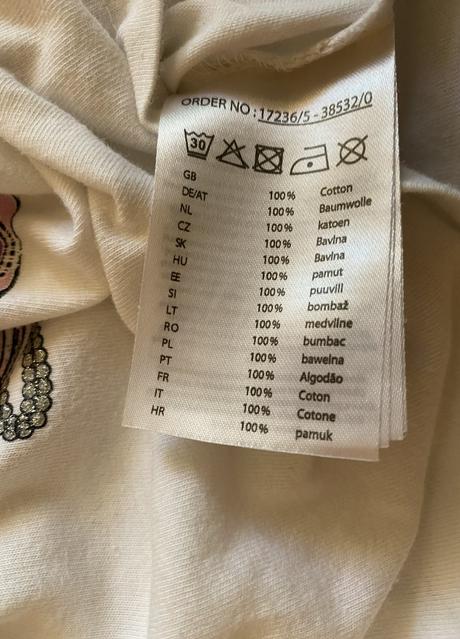 ORDER NO : 17236/5 - 38532/0
30
GB 100% Cotton
DE/AT 100% Baumwolle
NL 100% katoen
CZ 100% Bavlna
SK 100% Bavlna
HU 100% pamut
EE 100% puuvill
SI 100% bombaž
LT 100% medvilne
RO 100% bumbac
PL 100% bawelna
PT 100% Algodão
FR 100% Coton
IT 100% Cotone
HR 100% pamuk